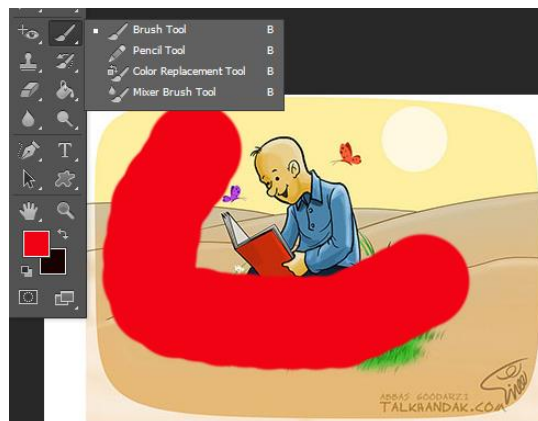 Brush Tool B
Pencil Tool B
Color Replacement Tool B
Mixer Brush Tool B
T
ABBAS GOODARZI
TALKHANDAK.COM